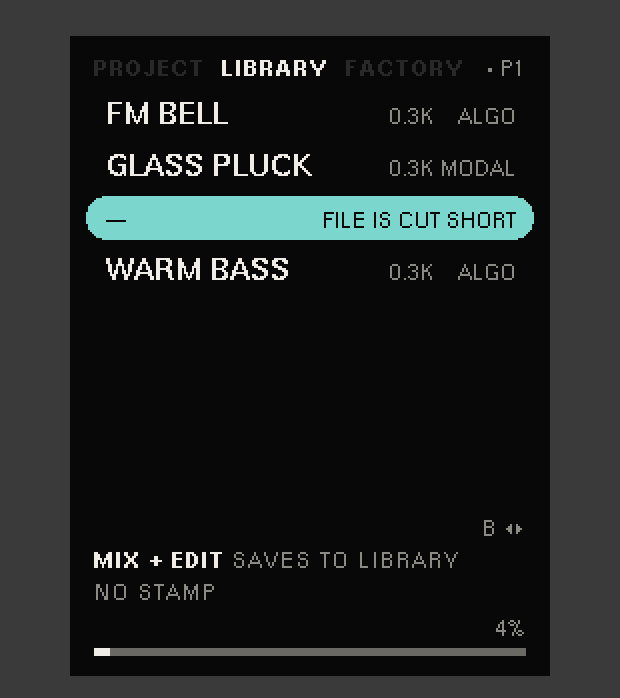 PROJECT LIBRARY FACTORY · P1
FM BELL 0.3K ALGO
GLASS PLUCK 0.3K MODAL
— FILE IS CUT SHORT
WARM BASS 0.3K ALGO
B ◂▸
MIX + EDIT SAVES TO LIBRARY
NO STAMP
4%